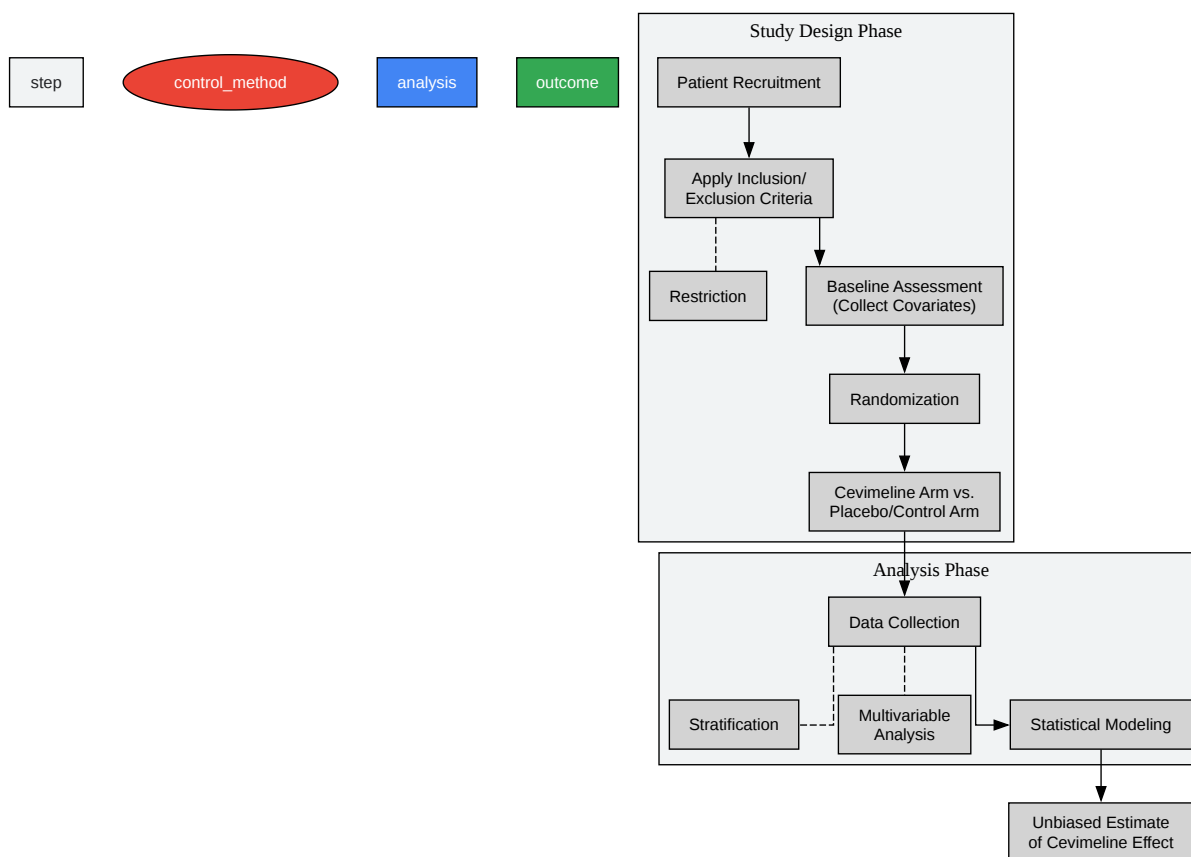 step
control_method
analysis
outcome
Study Design Phase
Patient Recruitment
Apply Inclusion/
Exclusion Criteria
Restriction
Baseline Assessment
(Collect Covariates)
Randomization
Cevimeline Arm vs.
Placebo/Control Arm
Analysis Phase
Data Collection
Stratification
Multivariable
Analysis
Statistical Modeling
Unbiased Estimate
of Cevimeline Effect